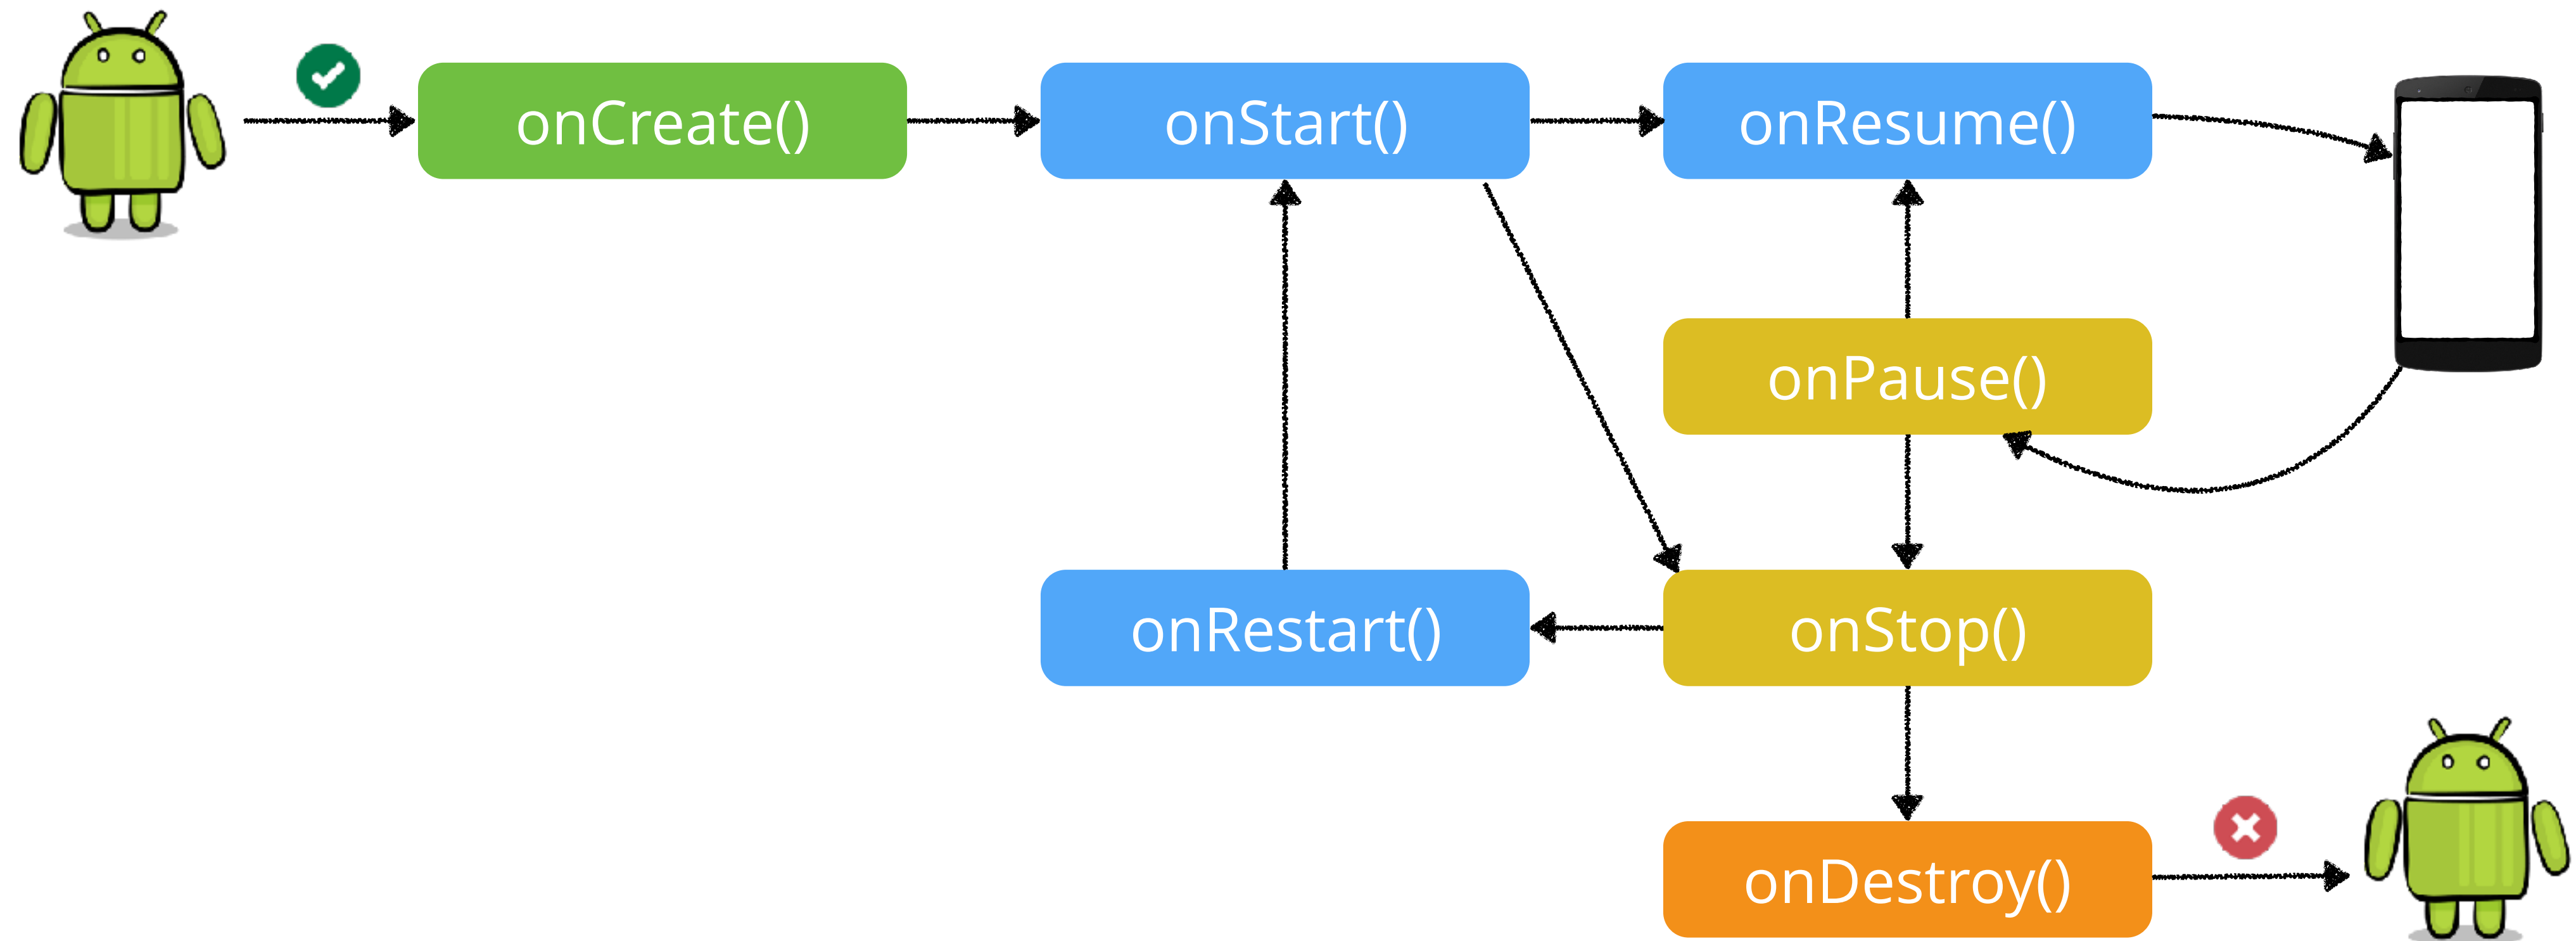 onCreate()
onStart()
onResume()
onPause()
onRestart()
onStop()
onDestroy()